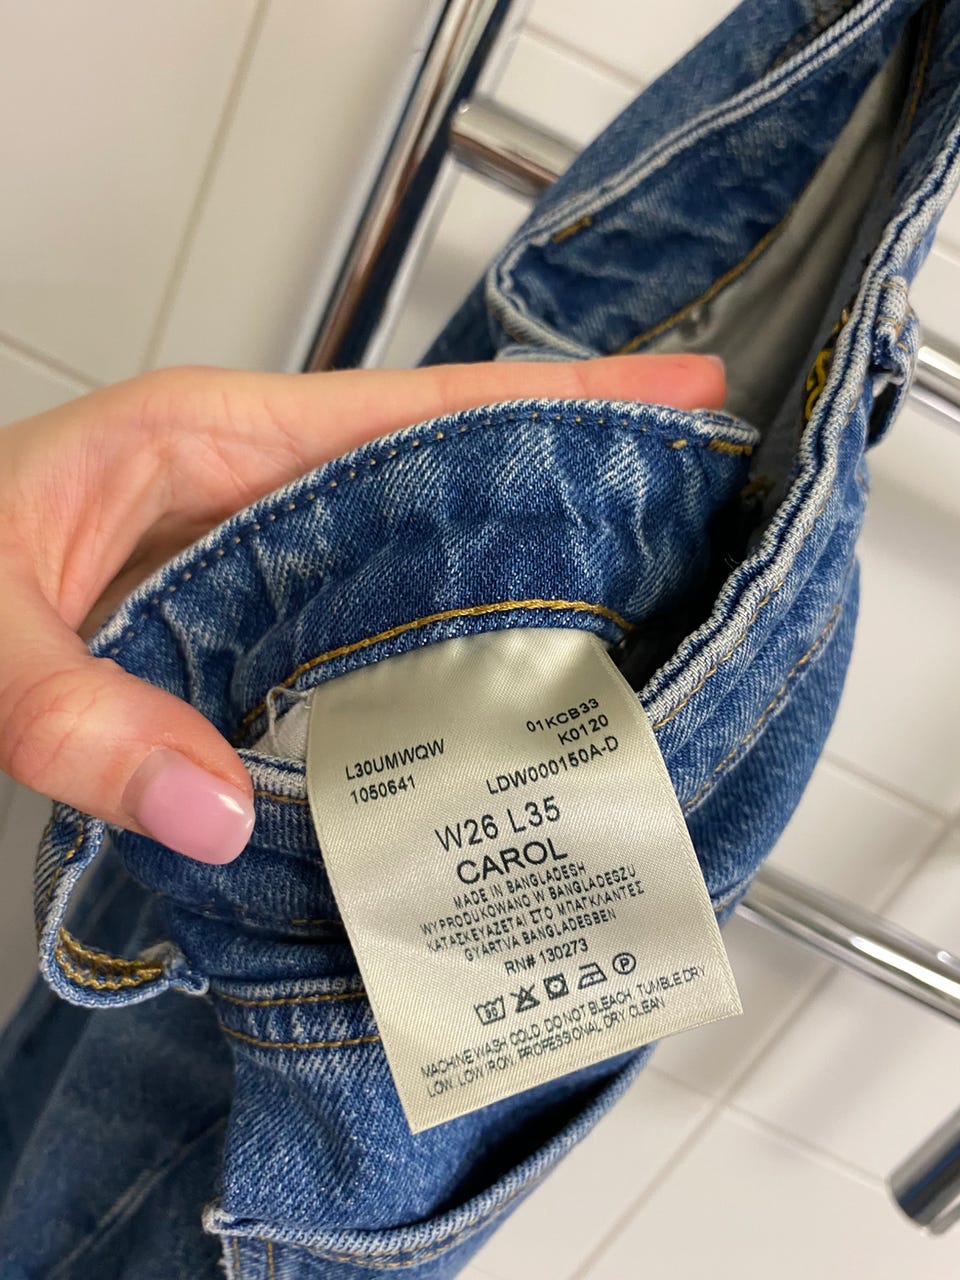 L30UMWQW
1050641
01KCB33
K0120
LDW000150A-D
W26 L35
CAROL
MADE IN BANGLADESH
WYPRODUKOWANO W BANGLADESZU
ΚΑΤΑΣΚΕΥΑΖΕΤΑΙ ΣΤΟ ΜΠΑΓΚΛΑΝΤΕΣ
GYÁRTVA BANGLADESBEN
RN# 130273
30 P
MACHINE WASH COLD, DO NOT BLEACH, TUMBLE DRY
LOW, LOW IRON, PROFESSIONAL DRY CLEAN